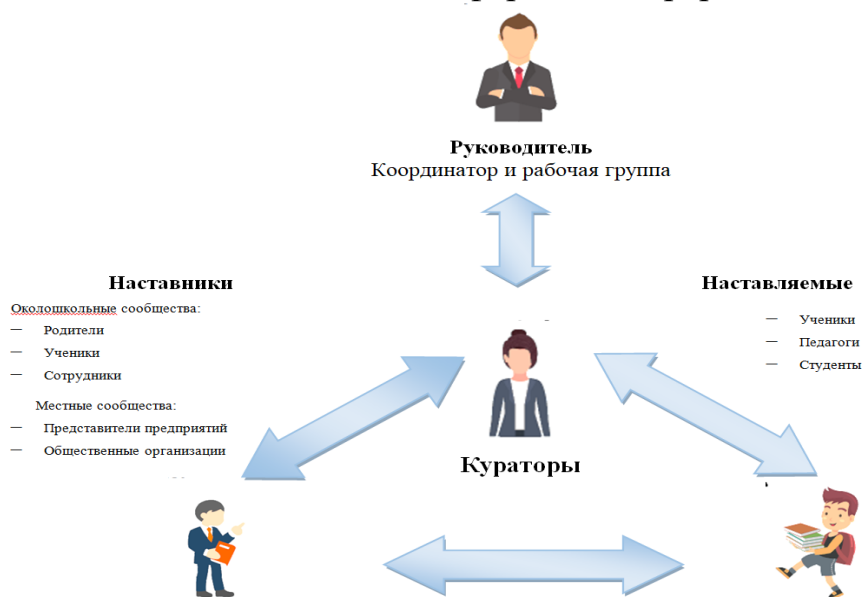 Руководитель
Координатор и рабочая группа
Наставники
Околошкольные сообщества:
— Родители
— Ученики
— Сотрудники
Местные сообщества:
— Представители предприятий
— Общественные организации
Наставляемые
— Ученики
— Педагоги
— Студенты
Кураторы